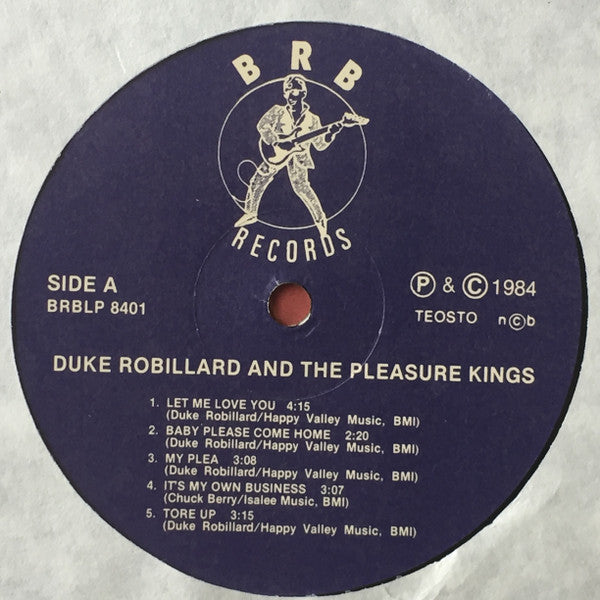 BRB
RECORDS
SIDE A
BRBLP 8401
Ⓟ & Ⓒ 1984
TEOSTO n©b
DUKE ROBILLARD AND THE PLEASURE KINGS
1. LET ME LOVE YOU 4:15
(Duke Robillard/Happy Valley Music, BMI)
2. BABY PLEASE COME HOME 2:20
(Duke Robillard/Happy Valley Music, BMI)
3. MY PLEA 3:08
(Duke Robillard/Happy Valley Music, BMI)
4. IT'S MY OWN BUSINESS 3:07
(Chuck Berry/Isalee Music, BMI)
5. TORE UP 3:15
(Duke Robillard/Happy Valley Music, BMI)